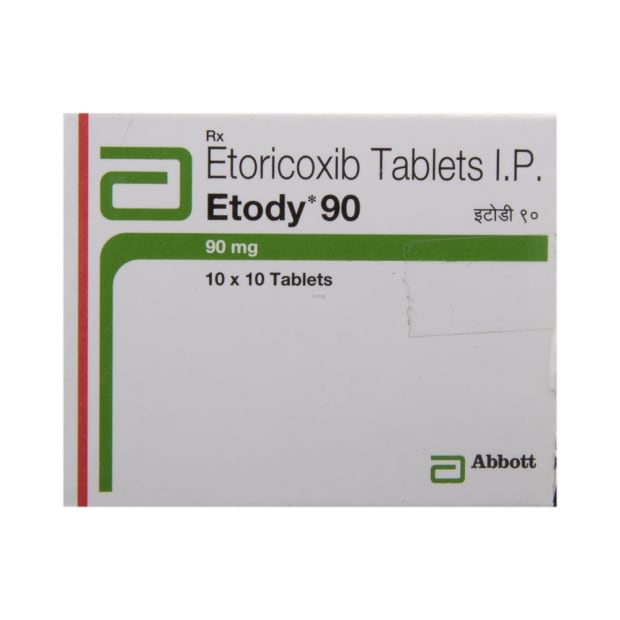 Rx
Etoricoxib Tablets I.P.
Etody* 90
इटोडी ९०
90 mg
10 x 10 Tablets
Abbott